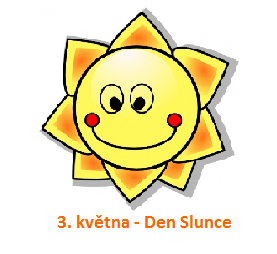 3. května - Den Slunce